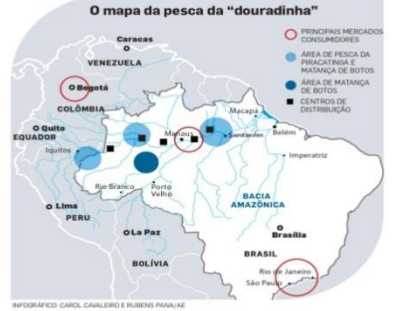 O mapa da pesca da “douradinha”
PRINCIPAIS MERCADOS
CONSUMIDORES
ÁREA DE PESCA DA
PIRACATINGA E
MATANÇA DE BOTOS
ÁREA DE MATANÇA
DE BOTOS
CENTROS DE
DISTRIBUIÇÃO
Caracas
VENEZUELA
Bogotá
COLÔMBIA
Quito
EQUADOR
Iquitos
Macapá
Manaus
Santarém
Belém
Imperatriz
Rio Branco
Porto
Velho
BACIA
AMAZÔNICA
Lima
PERU
La Paz
BOLÍVIA
Brasília
BRASIL
Rio de Janeiro
São Paulo
INFOGRÁFICO: CAROL CAVALEIRO E RUBENS PAIVA/AE